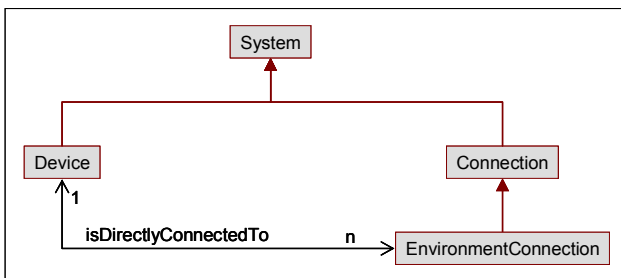 System
Device
Connection
1
isDirectlyConnectedTo
n
EnvironmentConnection